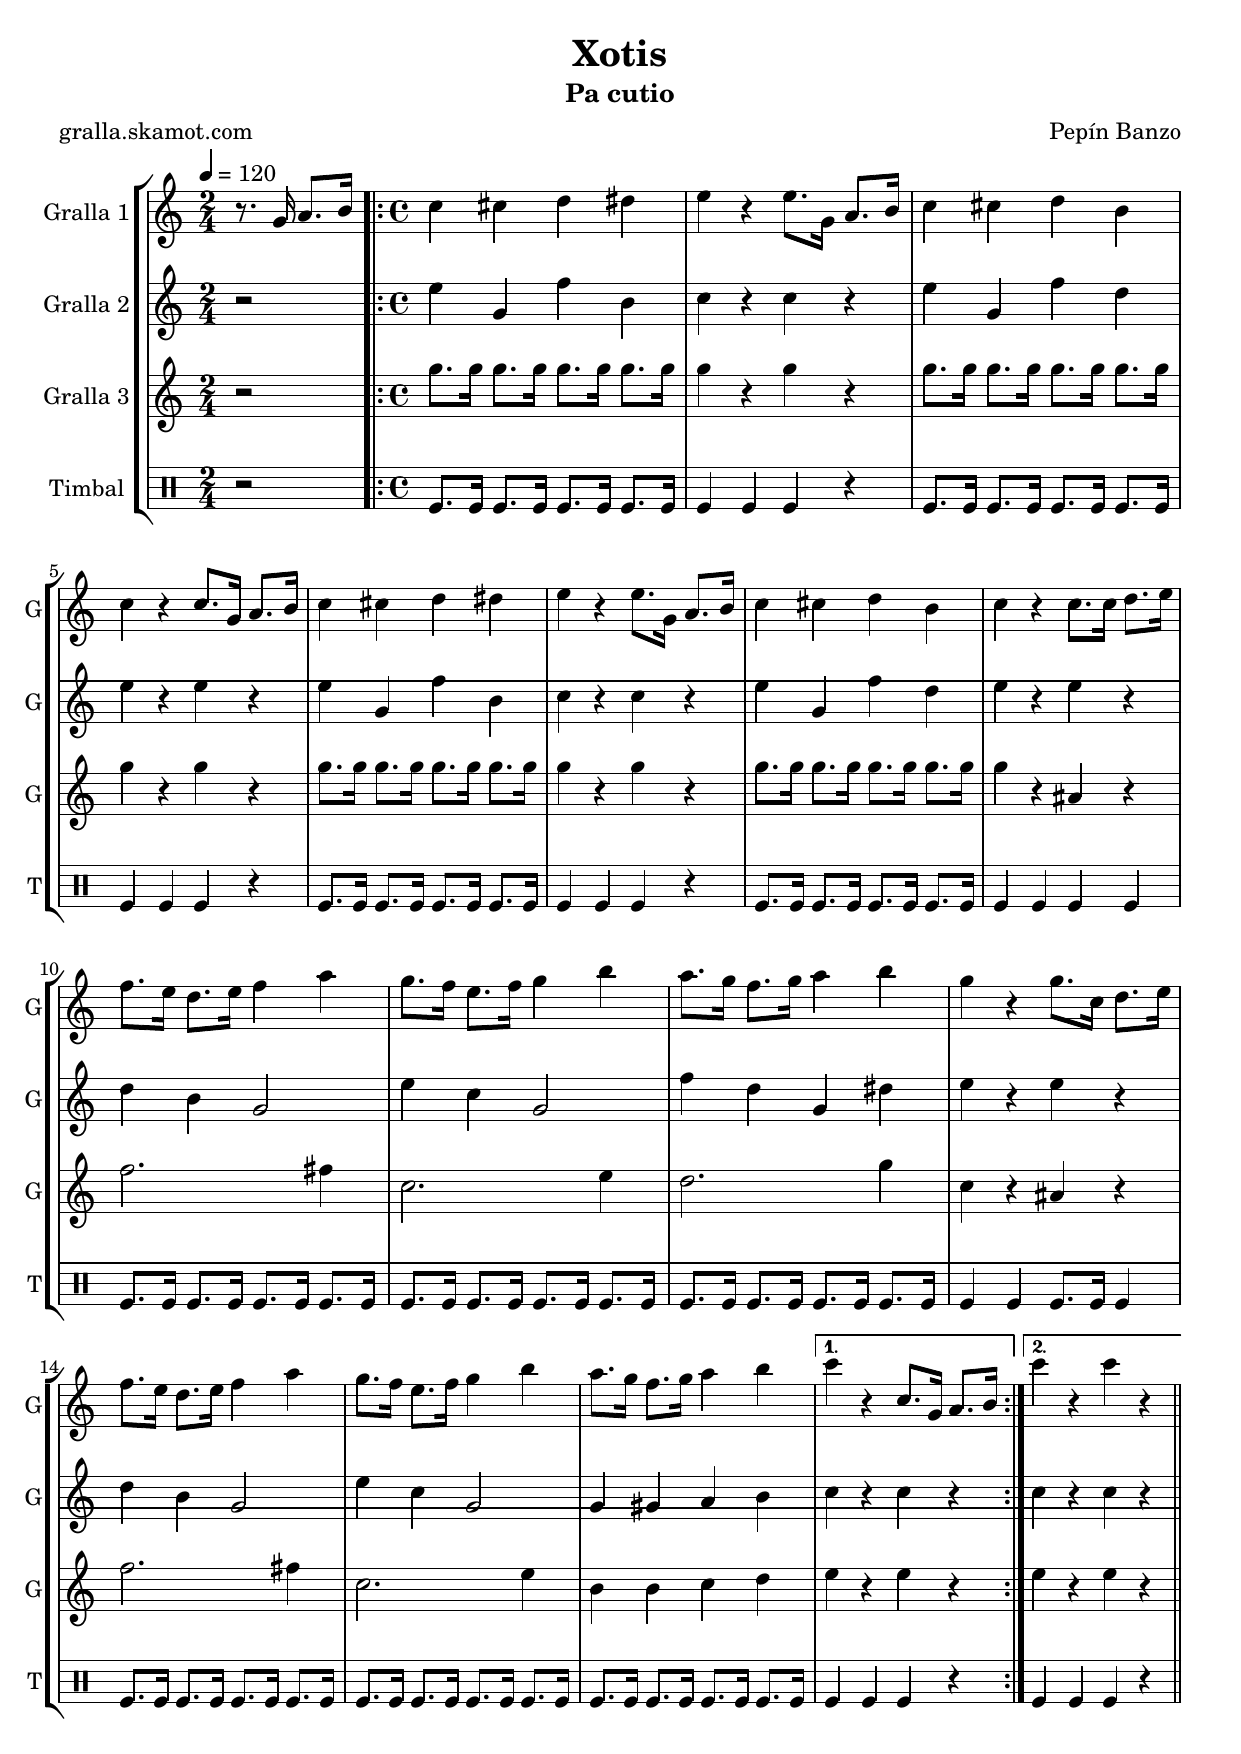 Xotis
Pa cutio
gralla.skamot.com
Pepín Banzo
= 120
Gralla 1
Gralla 2
Gralla 3
Timbal
5
G
G
G
T
10
G
G
G
T
14
1.
2.
G
G
G
T